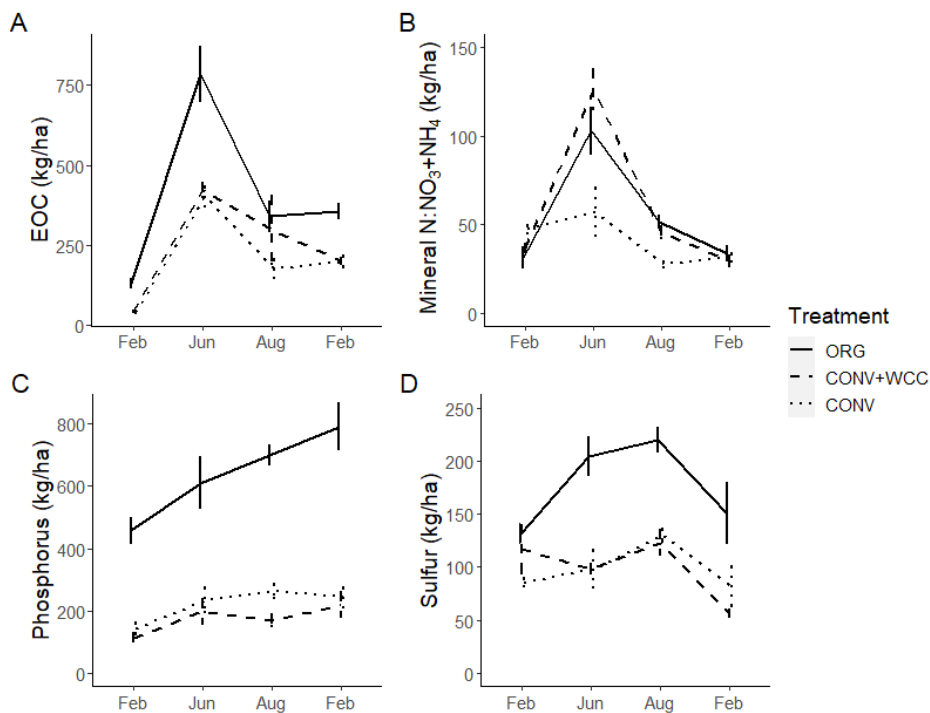 A
EOC (kg/ha)
750
500
250
0
Feb Jun Aug Feb
B
Mineral N:NO₃+NH₄ (kg/ha)
150
100
50
0
Feb Jun Aug Feb
C
Phosphorus (kg/ha)
800
600
400
200
0
Feb Jun Aug Feb
D
Sulfur (kg/ha)
250
200
150
100
50
0
Feb Jun Aug Feb
Treatment
ORG
CONV+WCC
CONV